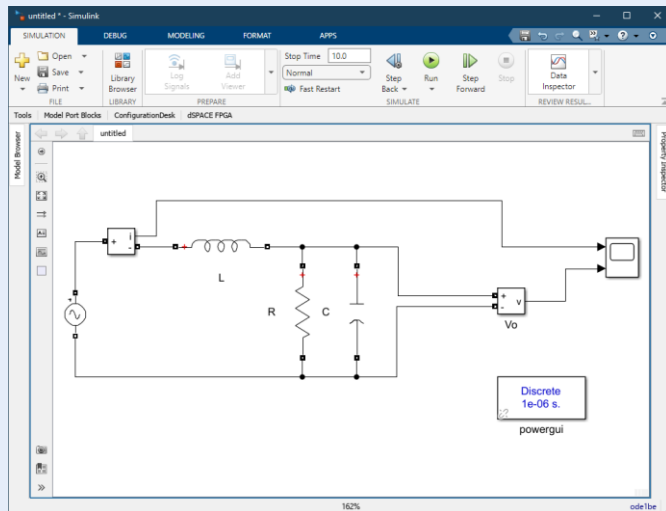 untitled * - Simulink
SIMULATION DEBUG MODELING FORMAT APPS
New
Open
Save
Print
FILE
Library
Browser
LIBRARY
Log
Signals
Add
Viewer
PREPARE
Stop Time 10.0
Normal
Fast Restart
Step
Back
Run
Step
Forward
Stop
SIMULATE
Data
Inspector
REVIEW RESUL...
Tools Model Port Blocks ConfigurationDesk dSPACE FPGA
Model Browser
untitled
Property Inspector
+ i
-
L
R
C
+ v
-
Vo
Discrete
1e-06 s.
powergui
162%
ode1be